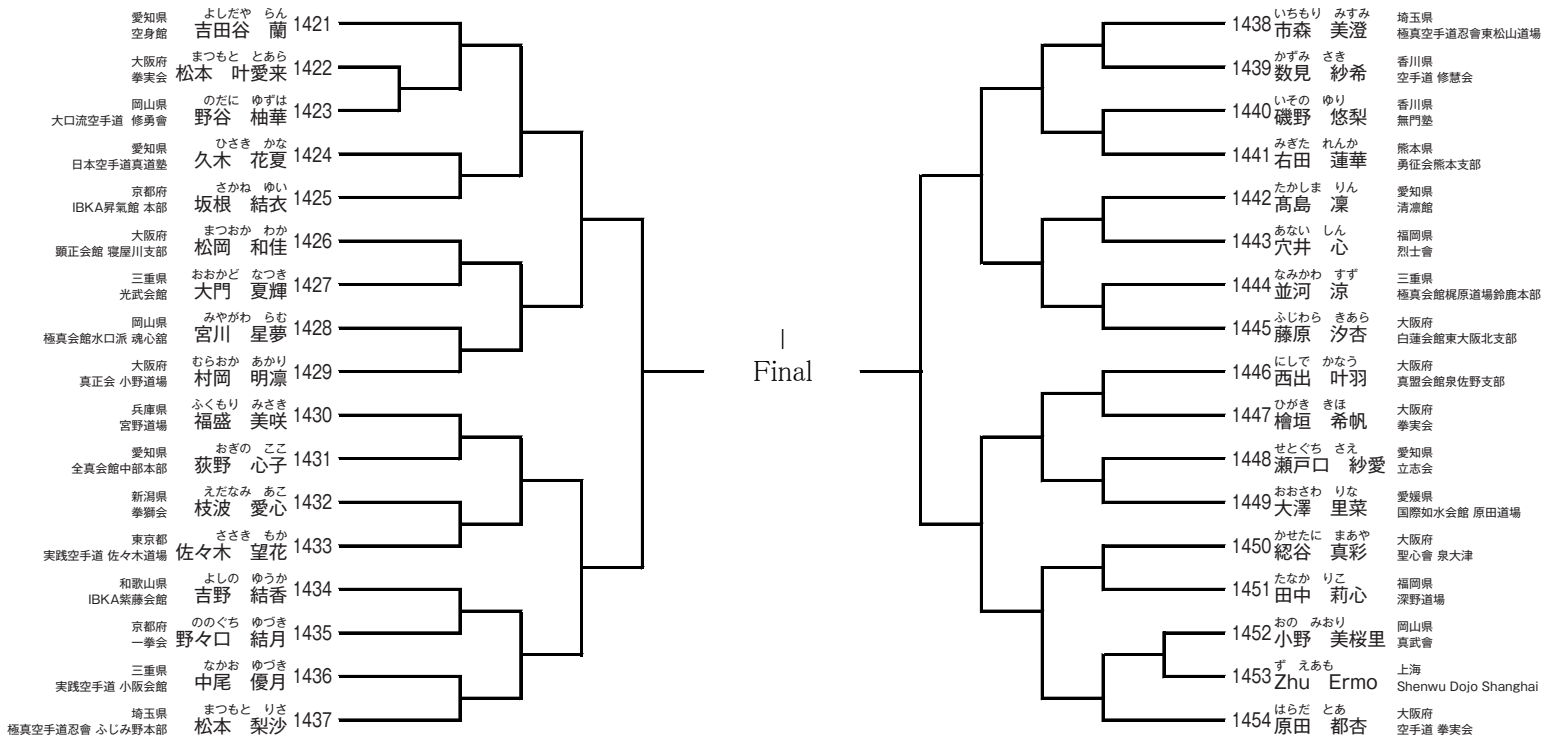 愛知県
空身館
よしだや　らん
吉田谷　蘭 1421
大阪府
拳実会
まつもと　とあら
松本　叶愛来 1422
岡山県
大口流空手道 修勇會
のだに　ゆずは
野谷　柚華 1423
愛知県
日本空手道真道塾
ひさき　かな
久木　花夏 1424
京都府
IBKA昇氣館 本部
さかね　ゆい
坂根　結衣 1425
大阪府
顕正会館 寝屋川支部
まつおか　わか
松岡　和佳 1426
三重県
光武会館
おおかど　なつき
大門　夏輝 1427
岡山県
極真会館水口派 魂心舘
みやがわ　らむ
宮川　星夢 1428
大阪府
真正会 小野道場
むらおか　あかり
村岡　明凛 1429
兵庫県
宮野道場
ふくもり　みさき
福盛　美咲 1430
愛知県
全真会館中部本部
おぎの　ここ
荻野　心子 1431
新潟県
拳獅会
えだなみ　あこ
枝波　愛心 1432
東京都
実践空手道 佐々木道場
ささき　もか
佐々木　望花 1433
和歌山県
IBKA紫藤会館
よしの　ゆうか
吉野　結香 1434
京都府
一拳会
ののぐち　ゆづき
野々口　結月 1435
三重県
実践空手道 小阪会館
なかお　ゆづき
中尾　優月 1436
埼玉県
極真空手道忍會 ふじみ野本部
まつもと　りさ
松本　梨沙 1437
|
Final
いちもり　みすみ
1438 市森　美澄
埼玉県
極真空手道忍會東松山道場
かずみ　さき
1439 数見　紗希
香川県
空手道 修慧会
いその　ゆり
1440 磯野　悠梨
香川県
無門塾
みぎた　れんか
1441 右田　蓮華
熊本県
勇征会熊本支部
たかしま　りん
1442 髙島　凜
愛知県
清凛館
あない　しん
1443 穴井　心
福岡県
烈士會
なみかわ　すず
1444 並河　涼
三重県
極真会館梶原道場鈴鹿本部
ふじわら　きあら
1445 藤原　汐杏
大阪府
白蓮会館東大阪北支部
にしで　かなう
1446 西出　叶羽
大阪府
真盟会館泉佐野支部
ひがき　きほ
1447 檜垣　希帆
大阪府
拳実会
せとぐち　さえ
1448 瀬戸口　紗愛
愛知県
立志会
おおさわ　りな
1449 大澤　里菜
愛媛県
国際如水会館 原田道場
かせたに　まあや
1450 綛谷　真彩
大阪府
聖心會 泉大津
たなか　りこ
1451 田中　莉心
福岡県
深野道場
おの　みおり
1452 小野　美桜里
岡山県
真武會
ず　えあも
1453 Zhu　Ermo
上海
Shenwu Dojo Shanghai
はらだ　とあ
1454 原田　都杏
大阪府
空手道 拳実会